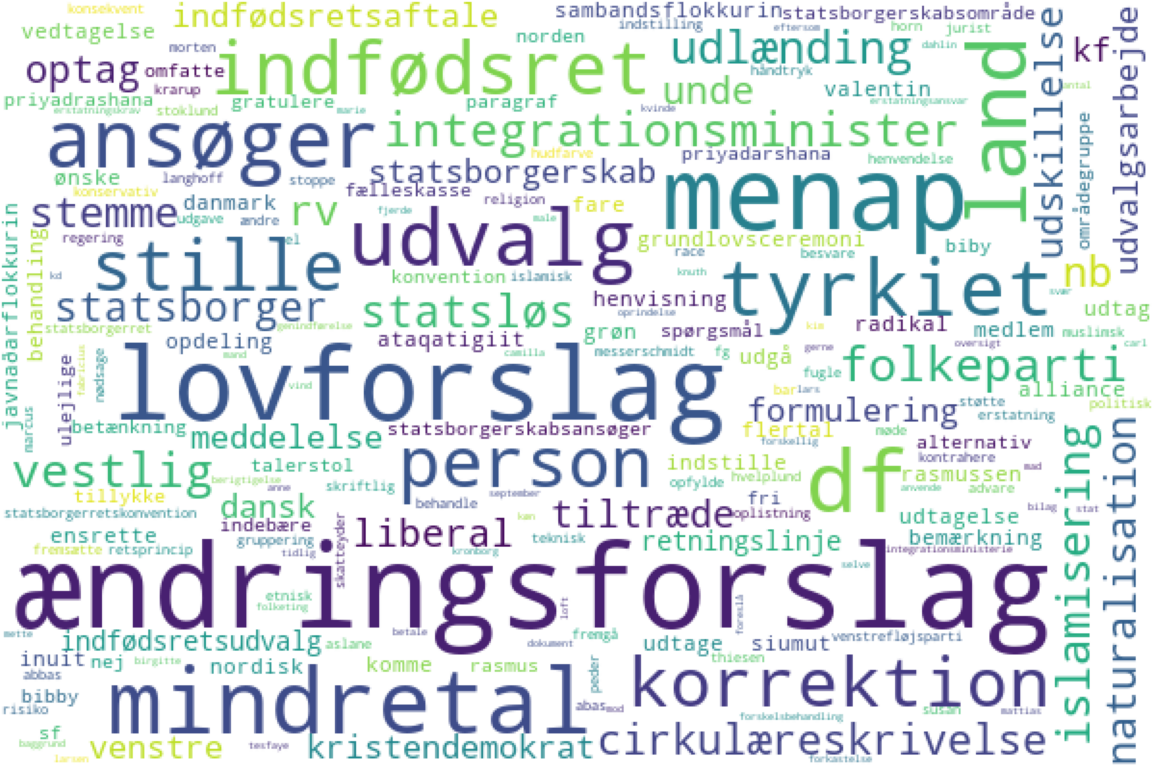 konsekvent
indfødsretsaftale
sambandsflokkurin
statsborgerskabsområde
vedtagelse
indstilling
eftersom
horn
jurist
morten
norden
udlænding
dahlin
kf
optag
omfatte
indfødsret
land
udskillelse
udvalgsarbejde
krarup
håndtryk
unde
valentin
antal
priyadrashana
gratulere
paragraf
erstatningsansvar
erstatningskrav
stoklund
marie
kvinde
ansøger
integrationsminister
områdegruppe
hudfarve
priyadarshana
henvendelse
ønske
langhoff
stoppe
statsborgerskab
menap
konservativ
fælleskasse
stemme
danmark
rv
religion
fare
udgave
ændre
fjerde
male
javnaðarflokkurin
behandling
regering
el
udvalg
grundlovsceremoni
race
besvare
biby
stille
konvention
islamisk
knuth
tyrkiet
nb
kd
svær
statsborger
statsløs
henvisning
udtag
oprindelse
statsborgerret
genindførelse
grøn
spørgsmål
kim
radikal
medlem
muslimsk
opdeling
ataqatigiit
gerne
oversigt
carl
mand
camilla
messerschmidt
fg
udgå
folkeparti
ulejlige
fabricius
nødsage
fugle
lovforslag
vind
bar
lars
alliance
støtte
politisk
marcus
formulering
erstatning
betænkning
meddelelse
statsborgerskabsansøger
flertal
møde
forskellig
alternativ
kontrahere
islamisering
naturalisation
vestlig
talerstol
person
indstille
df
mad
berigtigelse
opfylde
hvelplund
rasmussen
skriftlig
anne
anvende
advare
tillykke
dansk
september
behandle
fri
statsborgerretskonvention
indebære
skatteyder
køn
tiltræde
oplistning
bilag
stat
udtagelse
ensrette
gruppering
liberal
teknisk
retningslinje
bemærkning
fremsætte
retsprincip
tidlig
kronborg
integrationsministerie
selve
ændringsforslag
etnisk
folketing
loft
foreslå
mette
indfødsretsudvalg
aslane
betale
dokument
fremgå
udtage
siumut
venstrefløjsparti
inuit
nej
birgitte
nordisk
komme
rasmus
peder
thiesen
abbas
bibby
mindretal
korrektion
risiko
abas
mod
forskelsbehandling
susan
mattias
sf
baggrund
venstre
tesfaye
kristendemokrat
cirkulæreskrivelse
larsen
forkastelse